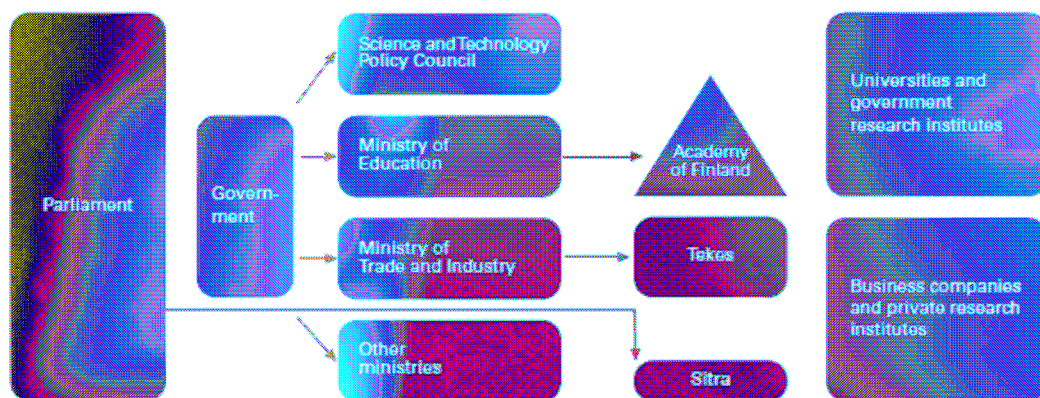 Parliament
Govern-
ment
Science and Technology
Policy Council
Ministry of
Education
Ministry of
Trade and Industry
Other
ministries
Academy
of Finland
Tekes
Sitra
Universities and
government
research institutes
Business companies
and private research
institutes